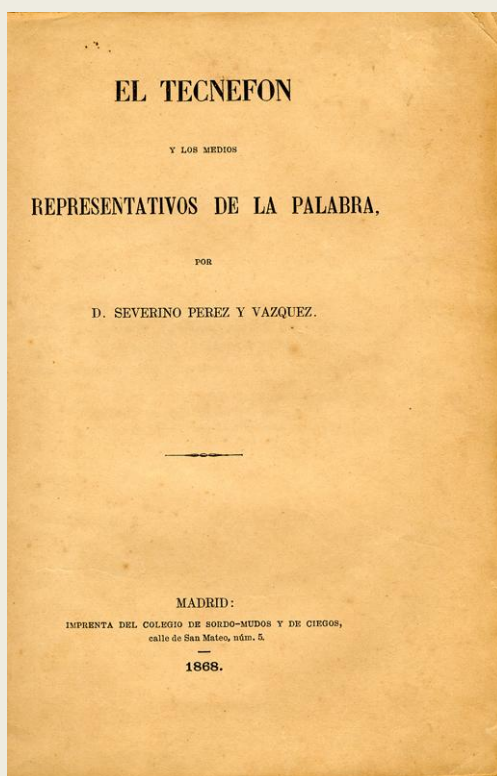 EL TECNEFON
Y LOS MEDIOS
REPRESENTATIVOS DE LA PALABRA,
POR
D. SEVERINO PEREZ Y VAZQUEZ.
MADRID:
IMPRENTA DEL COLEGIO DE SORDO-MUDOS Y DE CIEGOS,
calle de San Mateo, núm. 5.
1868.